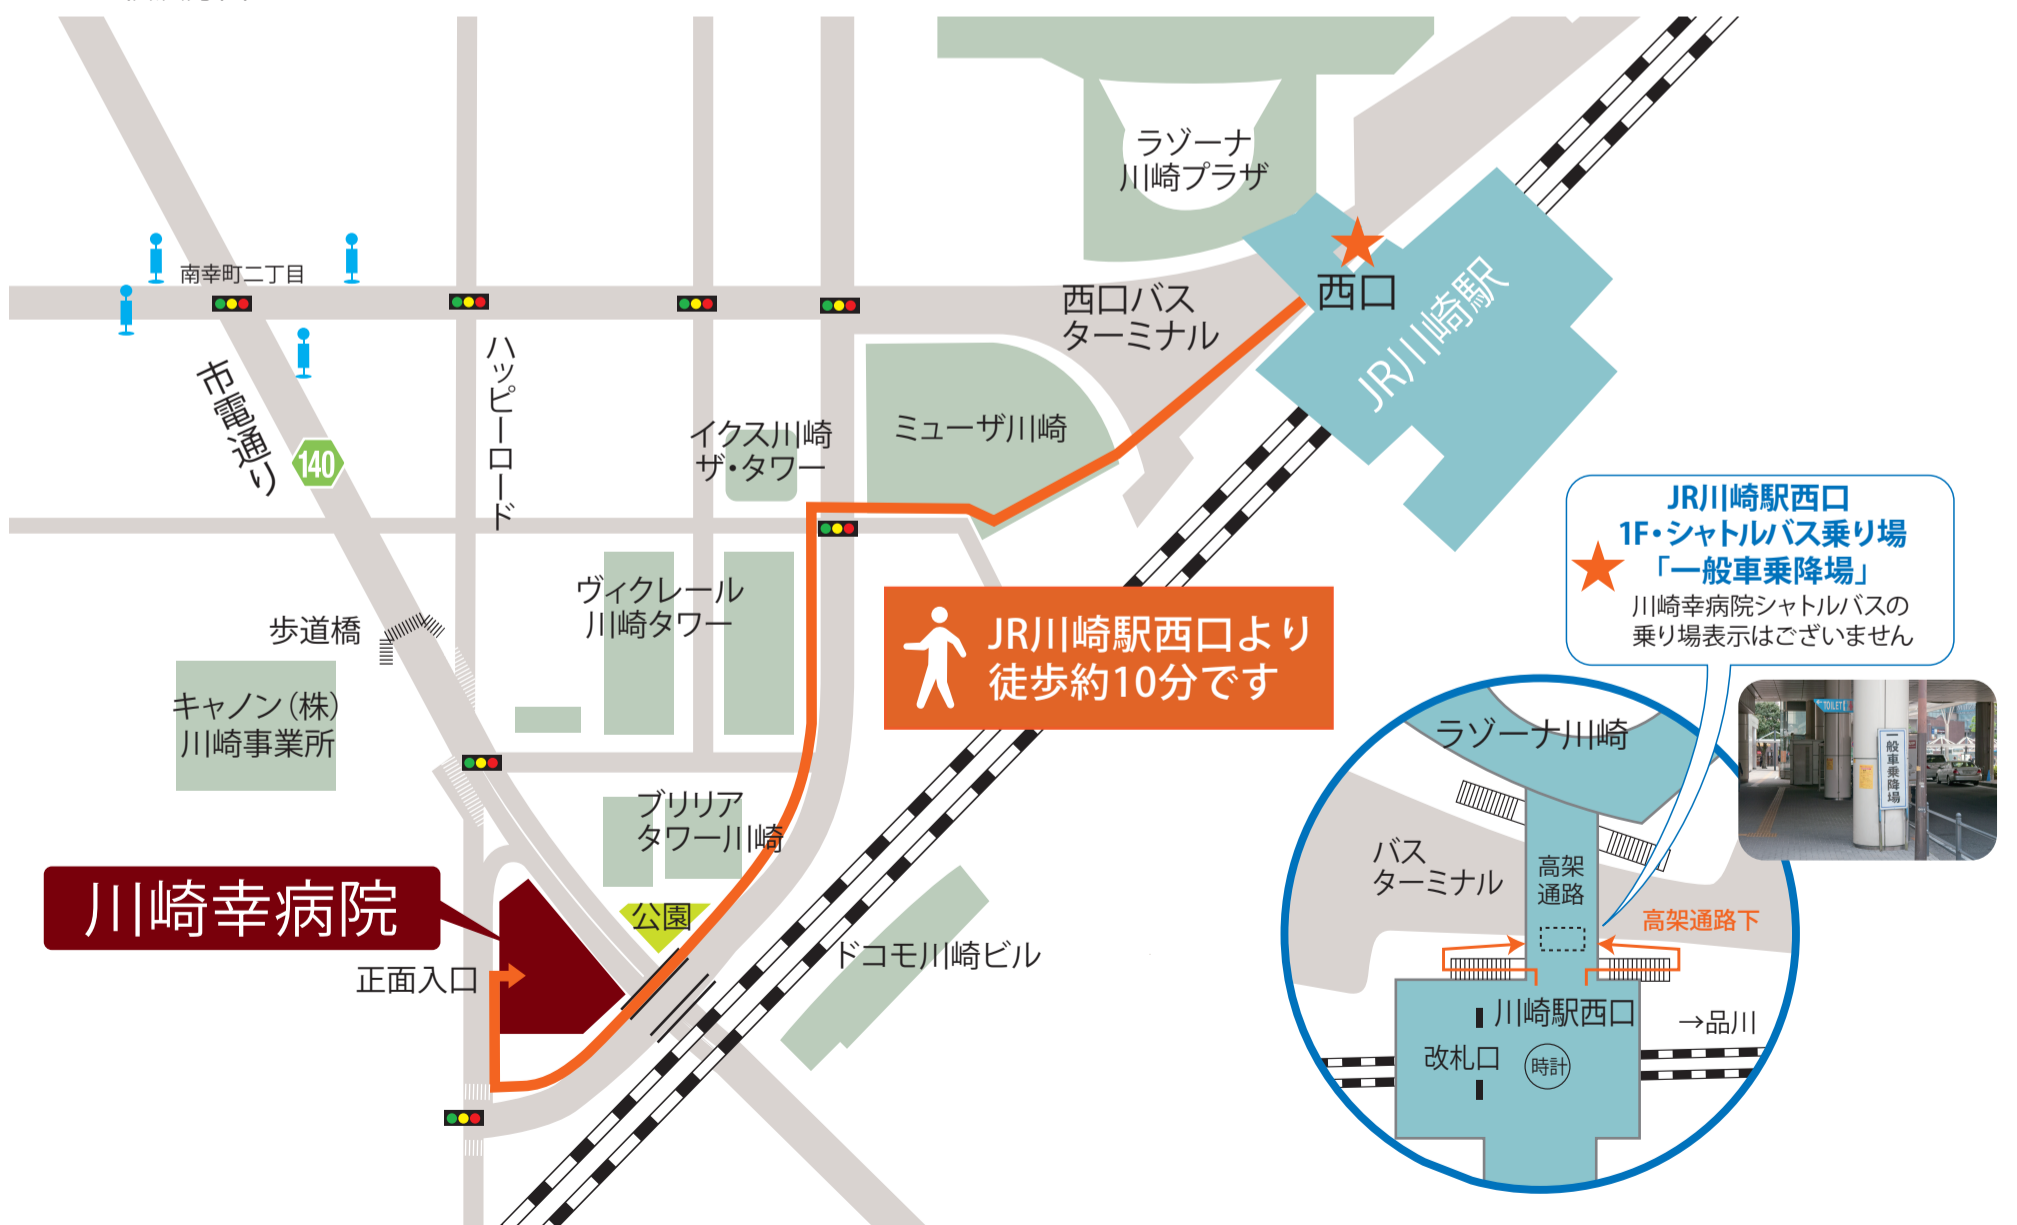 ラゾーナ
川崎プラザ
南幸町二丁目
西口
JR川崎駅
西口バス
ターミナル
市電通り
140
ハッピーロード
イクス川崎
ザ・タワー
ミューザ川崎
JR川崎駅西口
1F・シャトルバス乗り場
「一般車乗降場」
川崎幸病院シャトルバスの
乗り場表示はございません
ヴィクレール
川崎タワー
歩道橋
JR川崎駅西口より
徒歩約10分です
キャノン(株)
川崎事業所
ブリリア
タワー川崎
川崎幸病院
公園
正面入口
ドコモ川崎ビル
ラゾーナ川崎
TOILET
一般車乗降場
バス
ターミナル
高架
通路
高架通路下
川崎駅西口
→品川
改札口
時計